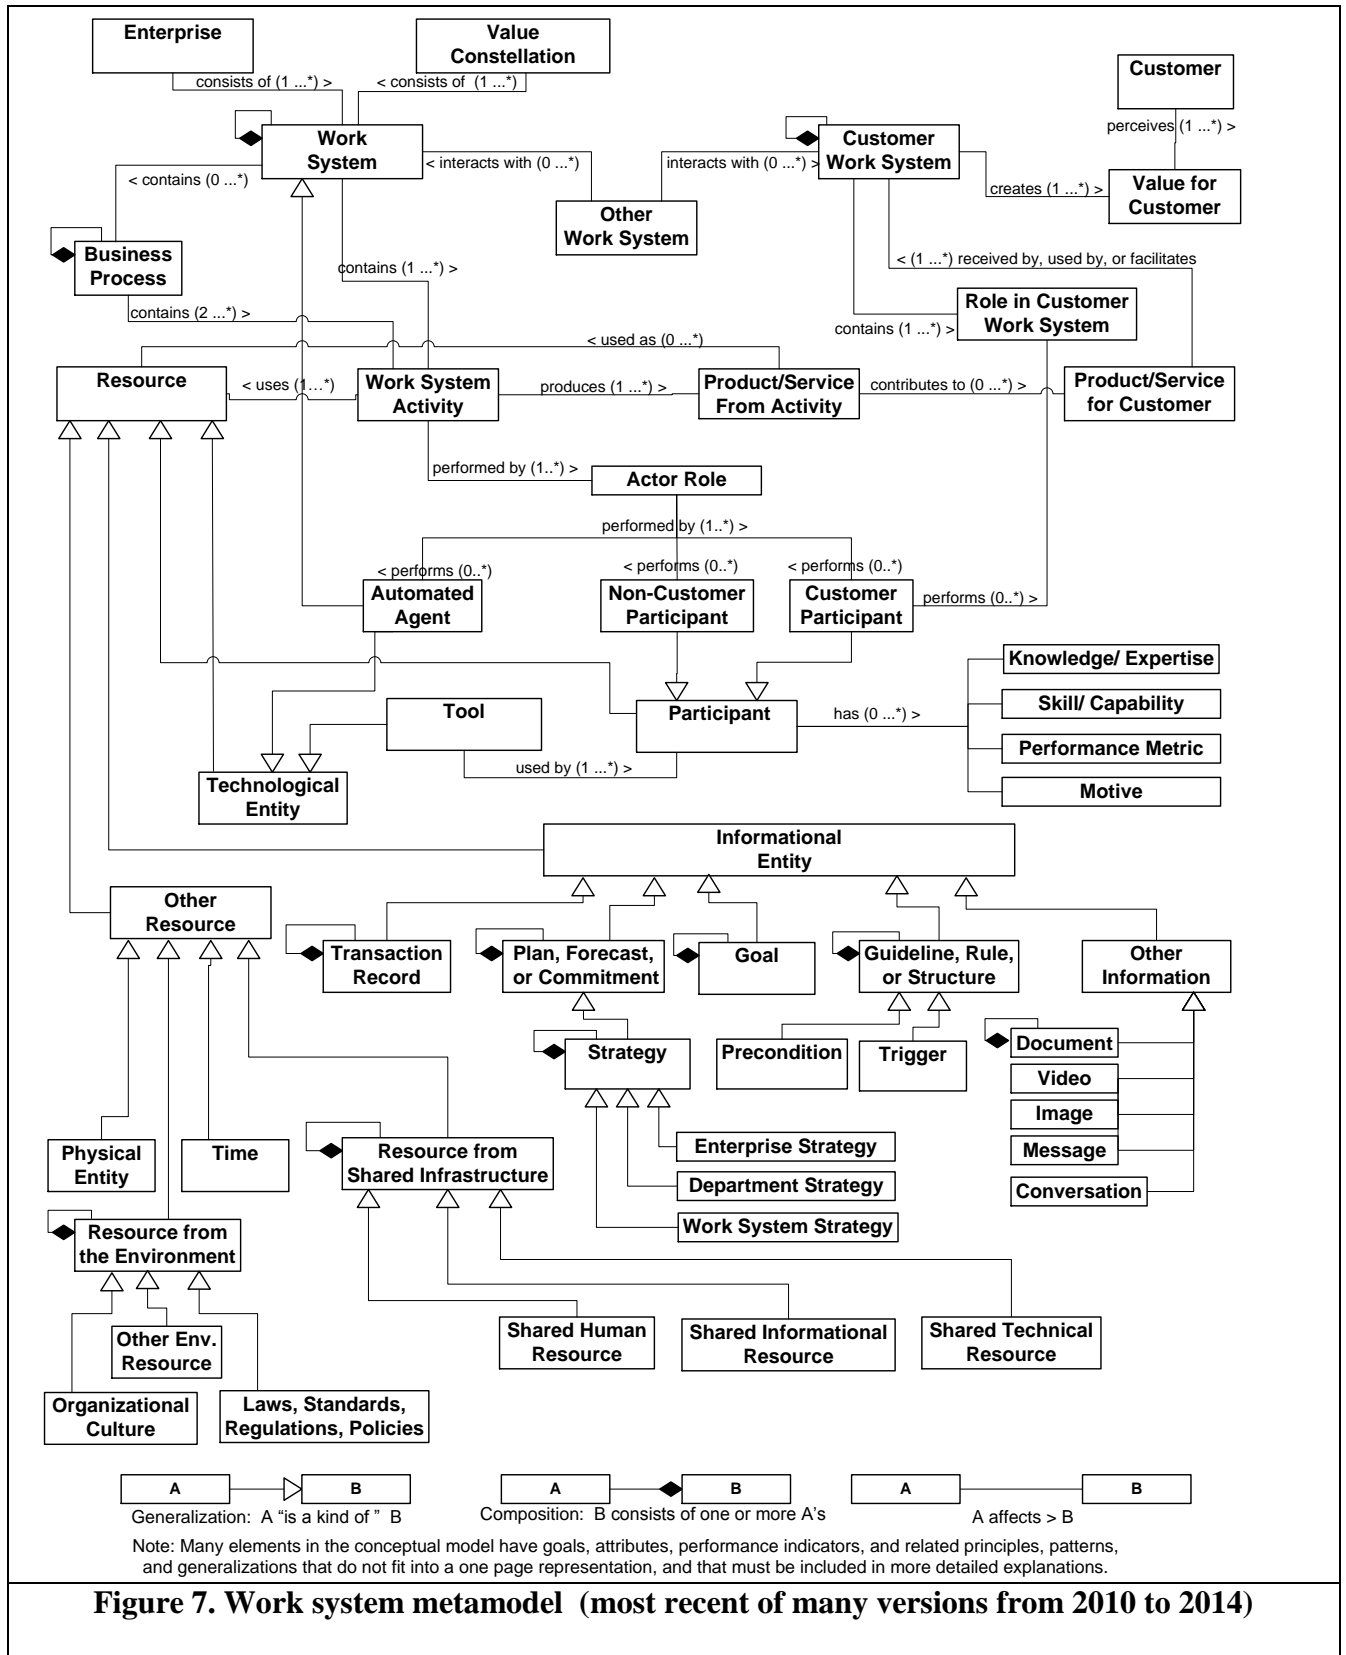 Enterprise
Value
Constellation
Customer
consists of (1 ...*) >
< consists of (1 ...*)
perceives (1 ...*) >
Work
System
Customer
Work System
< interacts with (0 ...*)
interacts with (0 ...*) >
< contains (0 ...*)
creates (1 ...*) >
Value for
Customer
Other
Work System
Business
Process
contains (1 ...*) >
< (1 ...*) received by, used by, or facilitates
contains (2 ...*) >
Role in Customer
Work System
contains (1 ...*) >
< used as (0 ...*)
Resource
< uses (1...*)
Work System
Activity
produces (1 ...*) >
Product/Service
From Activity
contributes to (0 ...*) >
Product/Service
for Customer
performed by (1..*) >
Actor Role
performed by (1..*) >
< performs (0..*)
< performs (0..*)
< performs (0..*)
Automated
Agent
Non-Customer
Participant
Customer
Participant
performs (0..*) >
Knowledge/ Expertise
Skill/ Capability
Performance Metric
Motive
Tool
Participant
has (0 ...*) >
used by (1 ...*) >
Technological
Entity
Informational
Entity
Other
Resource
Transaction
Record
Plan, Forecast,
or Commitment
Goal
Guideline, Rule,
or Structure
Other
Information
Strategy
Precondition
Trigger
Document
Video
Image
Message
Conversation
Physical
Entity
Time
Resource from
Shared Infrastructure
Enterprise Strategy
Department Strategy
Work System Strategy
Resource from
the Environment
Other Env.
Resource
Shared Human
Resource
Shared Informational
Resource
Shared Technical
Resource
Organizational
Culture
Laws, Standards,
Regulations, Policies
A
B
A
B
A
B
Generalization: A “is a kind of ” B
Composition: B consists of one or more A's
A affects > B
Note: Many elements in the conceptual model have goals, attributes, performance indicators, and related principles, patterns,
and generalizations that do not fit into a one page representation, and that must be included in more detailed explanations.
Figure 7. Work system metamodel (most recent of many versions from 2010 to 2014)